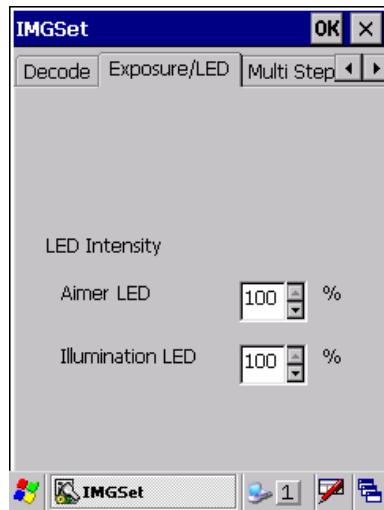 IMGSet OK ×
Decode Exposure/LED Multi Step
LED Intensity
Aimer LED 100 %
Illumination LED 100 %
IMGSet 1